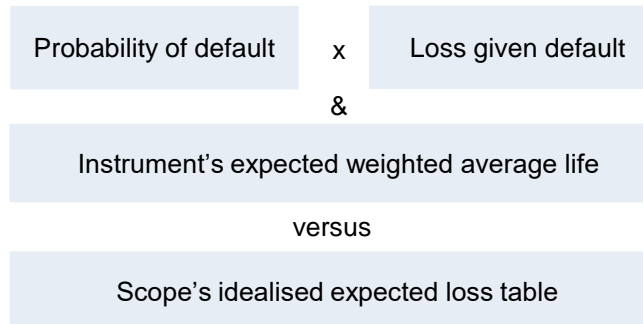 Probability of default x Loss given default
&
Instrument's expected weighted average life
versus
Scope's idealised expected loss table